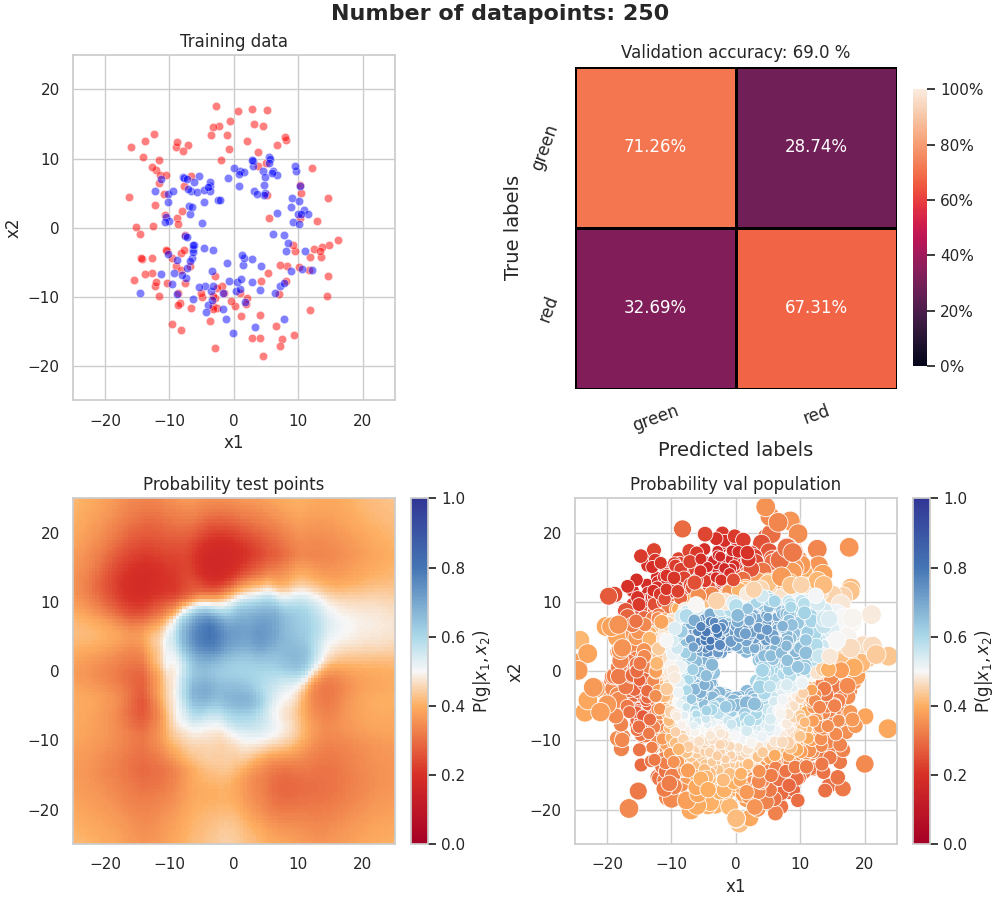 Number of datapoints: 250
Training data
20
10
0
−10
−20
x2
−20 −10 0 10 20
x1
Validation accuracy: 69.0 %
True labels
green
71.26% 28.74%
red
32.69% 67.31%
green red
Predicted labels
100%
80%
60%
40%
20%
0%
Probability test points
20
10
0
−10
−20
−20 −10 0 10 20
1.0
0.8
0.6
0.4
0.2
0.0
P(g|x₁, x₂)
Probability val population
x2
20
10
0
−10
−20
−20 −10 0 10 20
x1
1.0
0.8
0.6
0.4
0.2
0.0
P(g|x₁, x₂)